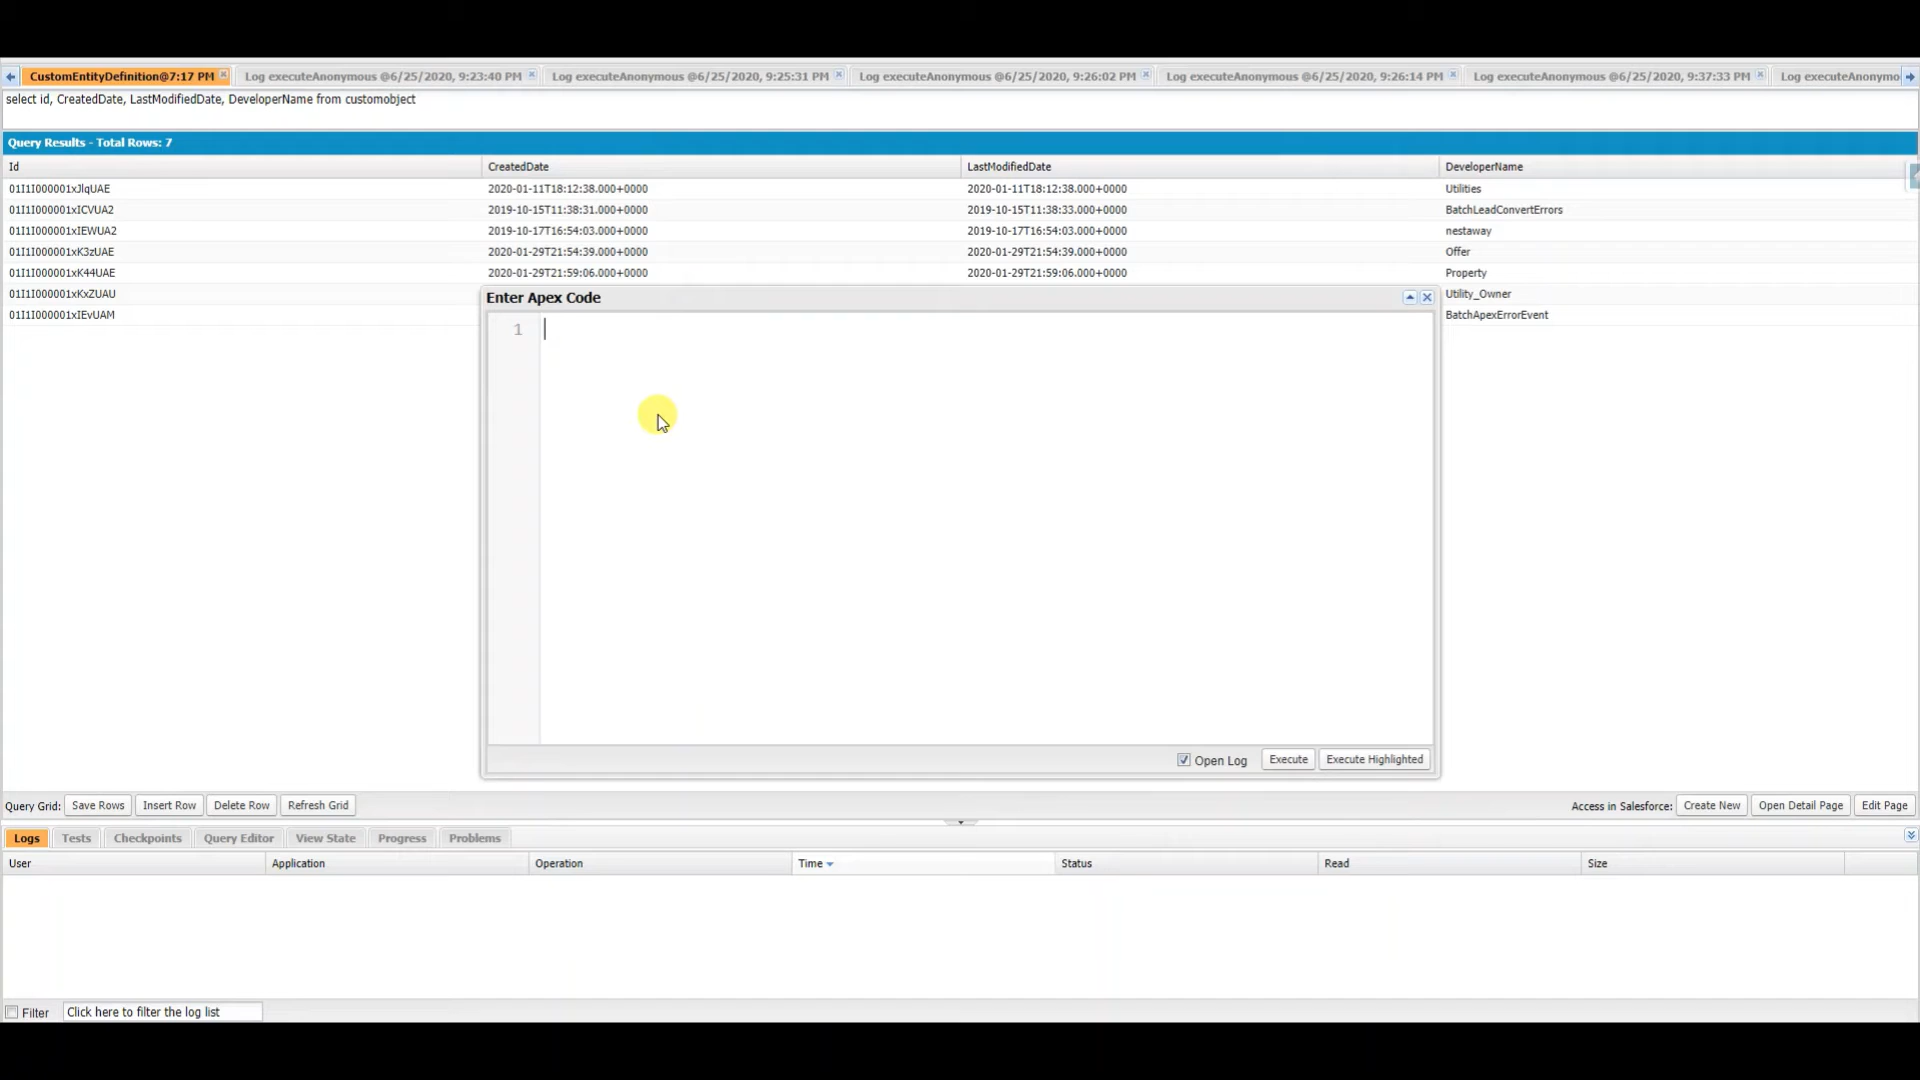 CustomEntityDefinition@7:17 PM Log executeAnonymous @6/25/2020, 9:23:40 PM Log executeAnonymous @6/25/2020, 9:25:31 PM Log executeAnonymous @6/25/2020, 9:26:02 PM Log executeAnonymous @6/25/2020, 9:26:14 PM Log executeAnonymous @6/25/2020, 9:37:33 PM Log executeAnonymo
select id, CreatedDate, LastModifiedDate, DeveloperName from customobject
Query Results - Total Rows: 7
Id CreatedDate LastModifiedDate DeveloperName
01I1I000001xJlqUAE 2020-01-11T18:12:38.000+0000 2020-01-11T18:12:38.000+0000 Utilities
01I1I000001xICVUA2 2019-10-15T11:38:31.000+0000 2019-10-15T11:38:33.000+0000 BatchLeadConvertErrors
01I1I000001xIEWUA2 2019-10-17T16:54:03.000+0000 2019-10-17T16:54:03.000+0000 nestaway
01I1I000001xK3zUAE 2020-01-29T21:54:39.000+0000 2020-01-29T21:54:39.000+0000 Offer
01I1I000001xK44UAE 2020-01-29T21:59:06.000+0000 2020-01-29T21:59:06.000+0000 Property
01I1I000001xKxZUAU Utility_Owner
01I1I000001xIEvUAM BatchApexErrorEvent
Enter Apex Code
1
Open Log Execute Execute Highlighted
Query Grid: Save Rows Insert Row Delete Row Refresh Grid Access in Salesforce: Create New Open Detail Page Edit Page
Logs Tests Checkpoints Query Editor View State Progress Problems
User Application Operation Time Status Read Size
Filter Click here to filter the log list